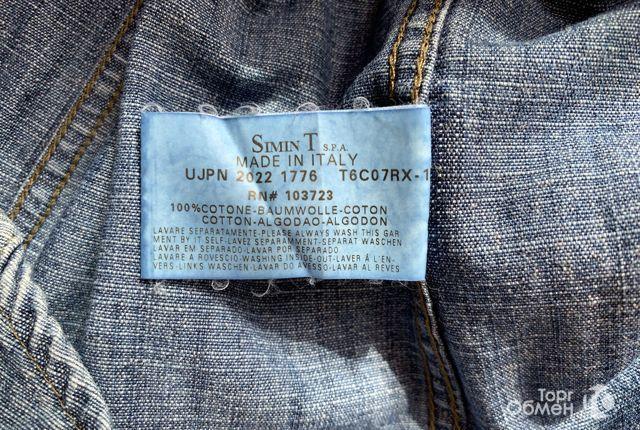 SIMIN T S.P.A.
MADE IN ITALY
UJPN 2022 1776 T6C07RX-1
RN# 103723
100%COTONE-BAUMWOLLE-COTON
COTTON-ALGODAO-ALGODON
LAVARE SEPARATAMENTE-PLEASE ALWAYS WASH THIS GAR
MENT BY IT SELF-LAVEZ SEPARAMMENT-SEPARAT WASCHEN
LAVAR EM SEPARADO-LAVAR POR SEPARADO
LAVARE A ROVESCIO-WASHING INSIDE-OUT-LAVER À L'EN-
VERS-LINKS WASCHEN-LAVAR DO AVESSO-LAVAR AL REVES
Торг
Обмен